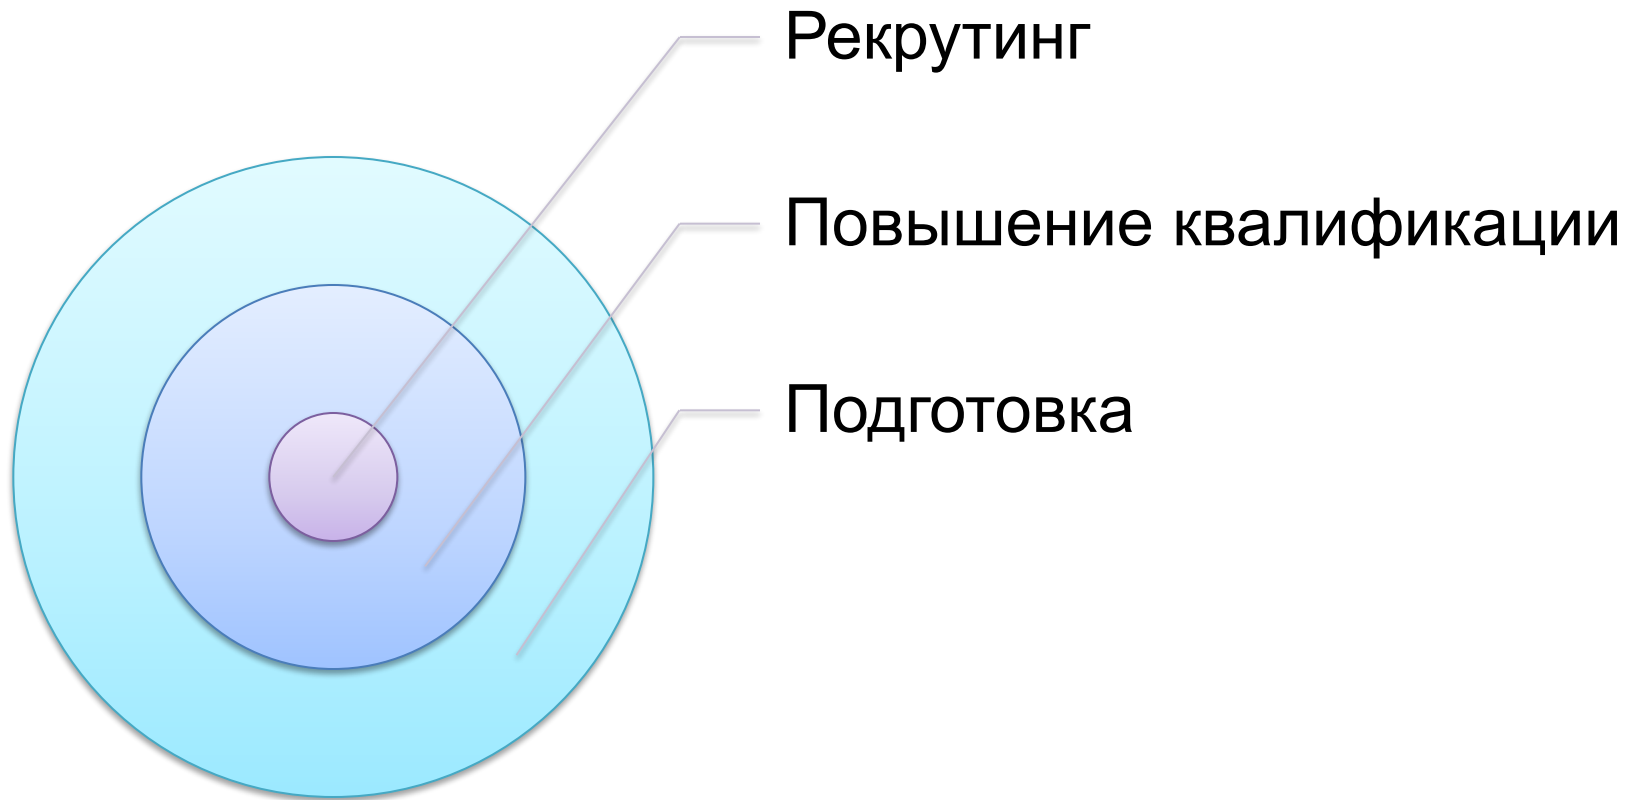 Рекрутинг
Повышение квалификации
Подготовка